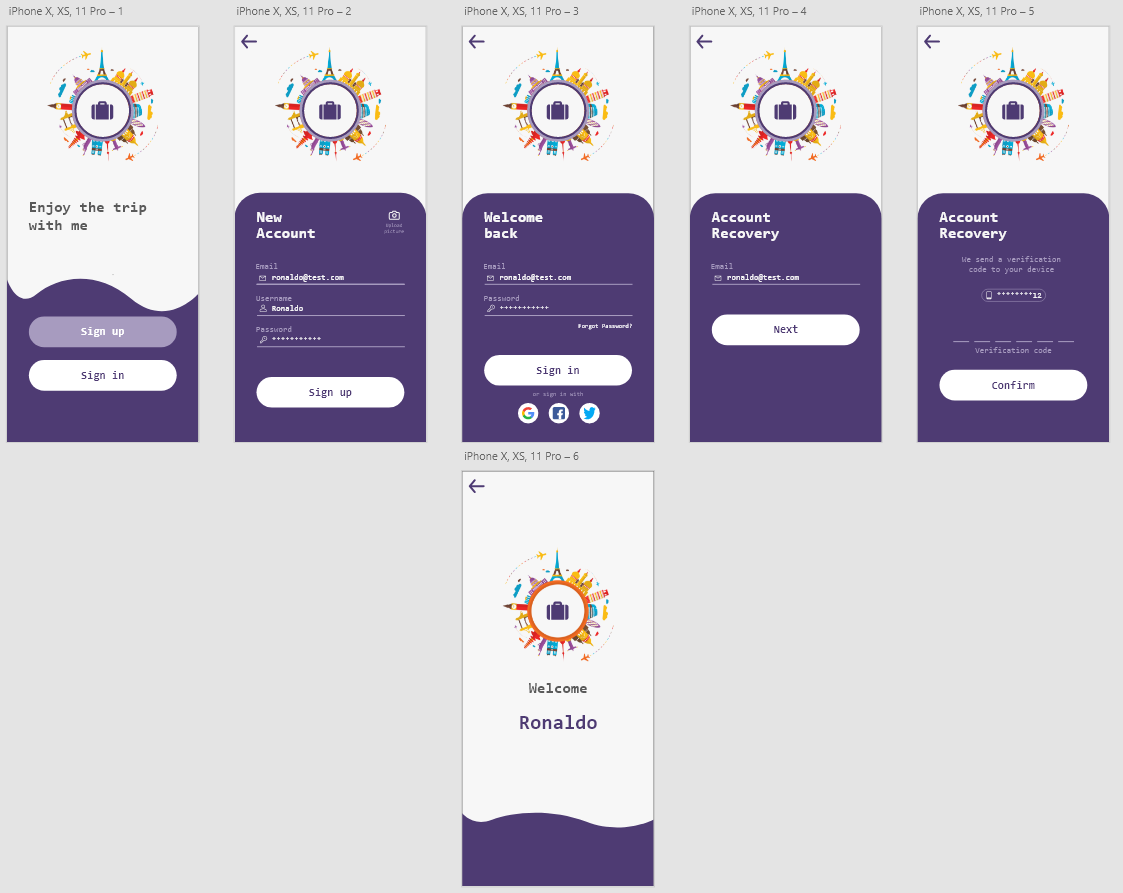 iPhone X, XS, 11 Pro – 1
Enjoy the trip
with me
Sign up
Sign in
iPhone X, XS, 11 Pro – 2
New
Account
Upload
picture
Email
ronaldo@test.com
Username
Ronaldo
Password
***********
Sign up
iPhone X, XS, 11 Pro – 3
Welcome
back
Email
ronaldo@test.com
Password
***********
Forgot Password?
Sign in
or sign in with
iPhone X, XS, 11 Pro – 4
Account
Recovery
Email
ronaldo@test.com
Next
iPhone X, XS, 11 Pro – 5
Account
Recovery
We send a verification
code to your device
********12
Verification code
Confirm
iPhone X, XS, 11 Pro – 6
Welcome
Ronaldo